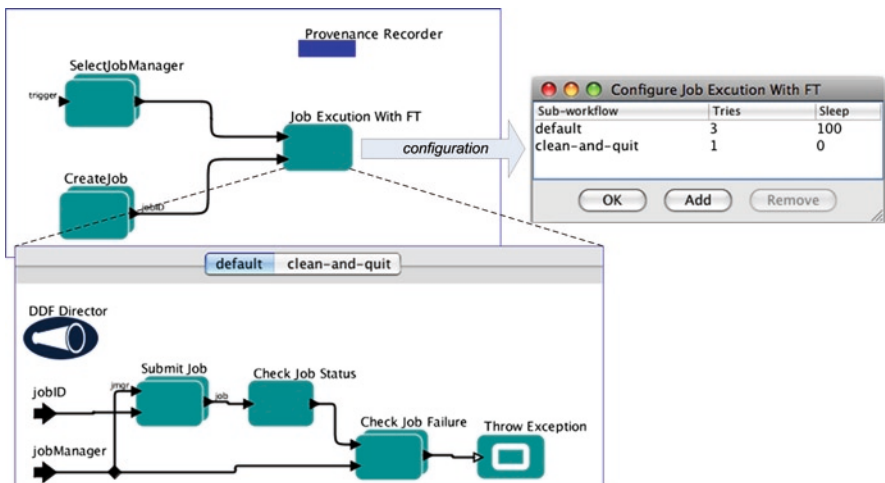 Provenance Recorder
SelectJobManager
trigger
Job Excution With FT
CreateJob
jobID
configuration
Configure Job Excution With FT
Sub-workflow Tries Sleep
default 3 100
clean-and-quit 1 0
OK Add Remove
default clean-and-quit
DDF Director
Submit Job
Check Job Status
jobID
jmgr
job
Check Job Failure
Throw Exception
jobManager